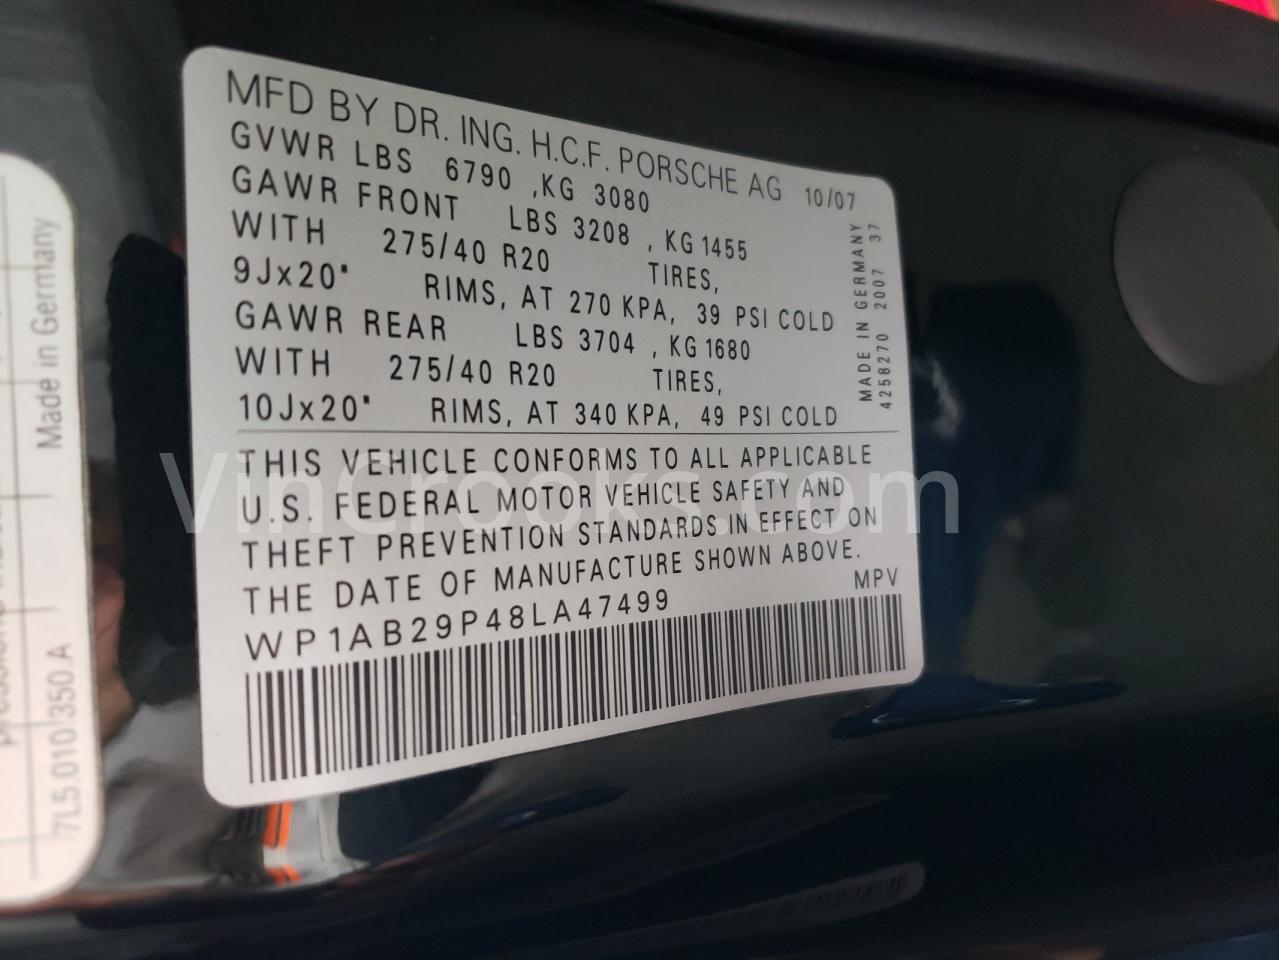 MFD BY DR. ING. H.C.F. PORSCHE AG 10/07
GVWR LBS 6790 ,KG 3080
GAWR FRONT LBS 3208 , KG 1455
WITH 275/40 R20 TIRES,
9Jx20" RIMS, AT 270 KPA, 39 PSI COLD
GAWR REAR LBS 3704 , KG 1680
WITH 275/40 R20 TIRES,
10Jx20" RIMS, AT 340 KPA, 49 PSI COLD
MADE IN GERMANY
4258270 2007 37
THIS VEHICLE CONFORMS TO ALL APPLICABLE
U.S. FEDERAL MOTOR VEHICLE SAFETY AND
THEFT PREVENTION STANDARDS IN EFFECT ON
THE DATE OF MANUFACTURE SHOWN ABOVE.
WP1AB29P48LA47499 MPV
Made in Germany
7L5.010.350.A
VinCrooks.com